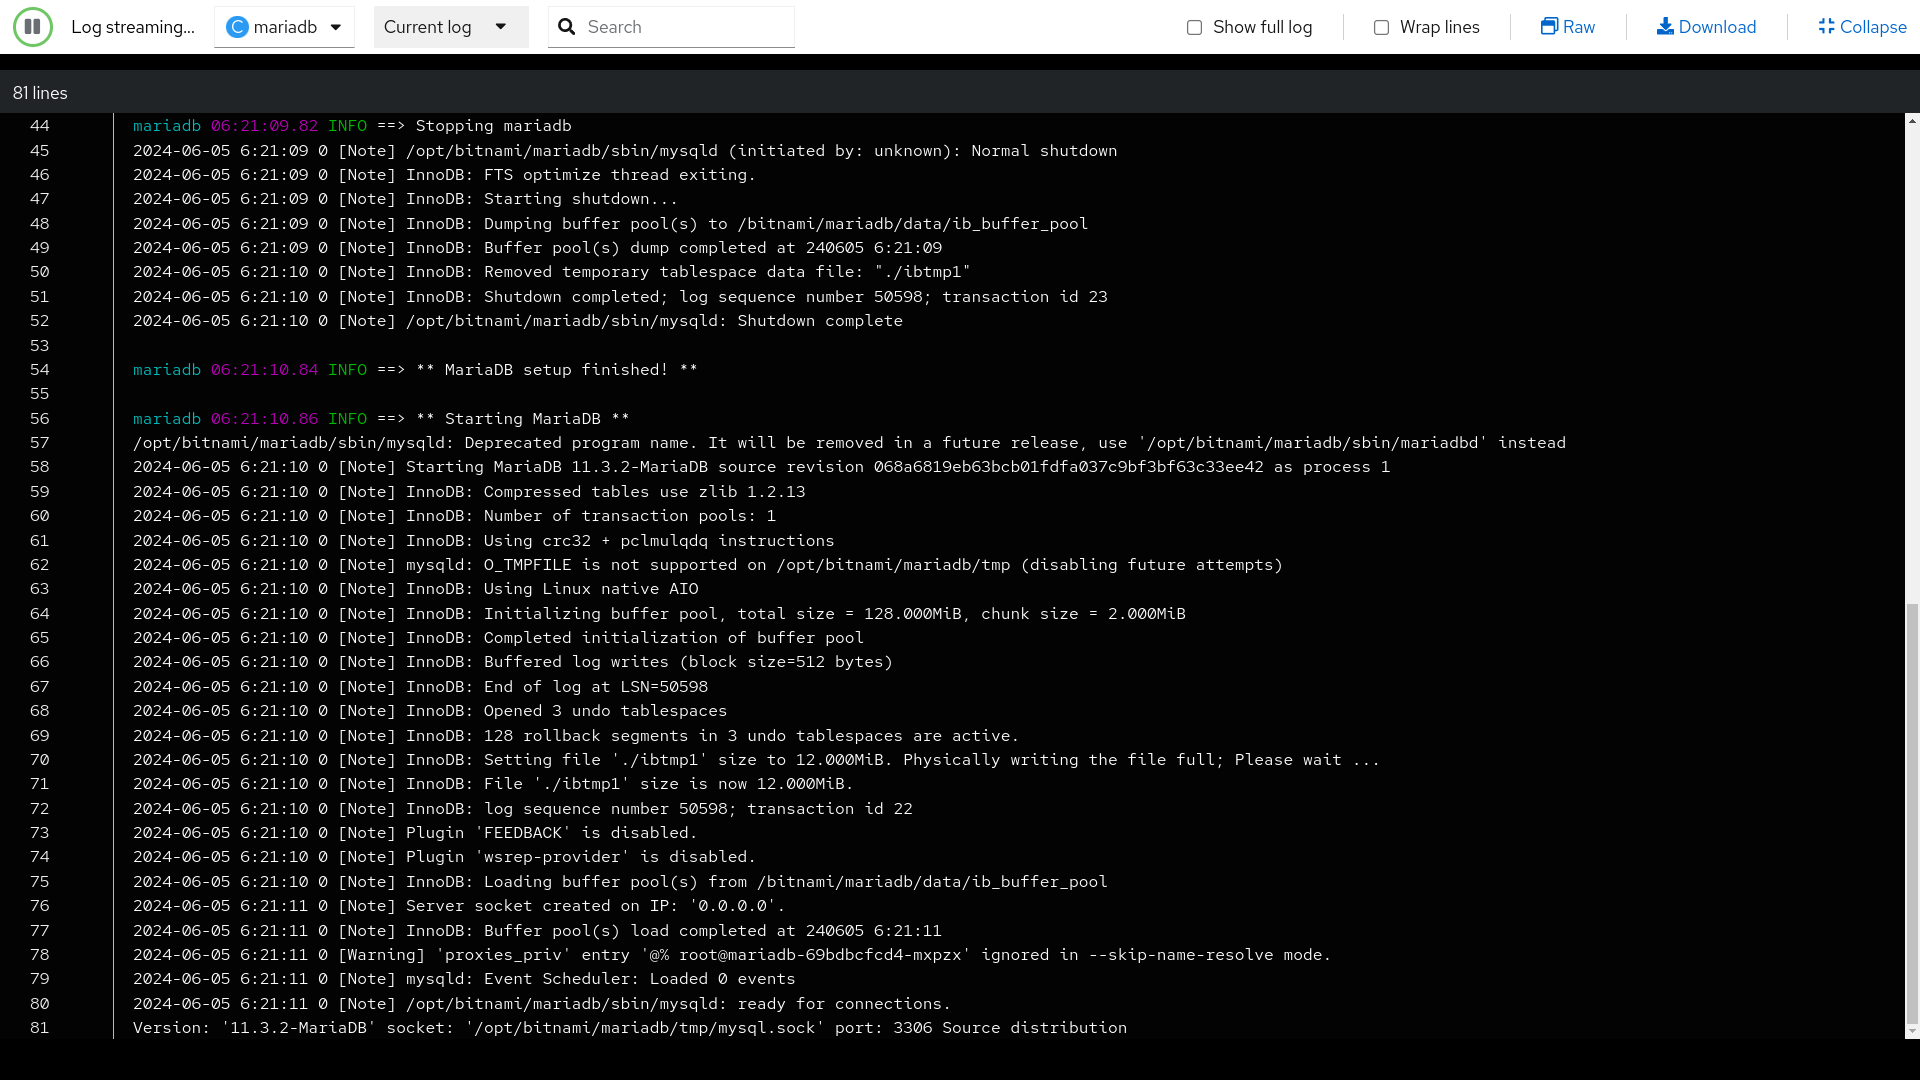 Log streaming...
C mariadb
Current log
Search
Show full log
Wrap lines
Raw
Download
Collapse
81 lines
44 mariadb 06:21:09.82 INFO ==> Stopping mariadb
45 2024-06-05 6:21:09 0 [Note] /opt/bitnami/mariadb/sbin/mysqld (initiated by: unknown): Normal shutdown
46 2024-06-05 6:21:09 0 [Note] InnoDB: FTS optimize thread exiting.
47 2024-06-05 6:21:09 0 [Note] InnoDB: Starting shutdown...
48 2024-06-05 6:21:09 0 [Note] InnoDB: Dumping buffer pool(s) to /bitnami/mariadb/data/ib_buffer_pool
49 2024-06-05 6:21:09 0 [Note] InnoDB: Buffer pool(s) dump completed at 240605 6:21:09
50 2024-06-05 6:21:10 0 [Note] InnoDB: Removed temporary tablespace data file: "./ibtmp1"
51 2024-06-05 6:21:10 0 [Note] InnoDB: Shutdown completed; log sequence number 50598; transaction id 23
52 2024-06-05 6:21:10 0 [Note] /opt/bitnami/mariadb/sbin/mysqld: Shutdown complete
53
54 mariadb 06:21:10.84 INFO ==> ** MariaDB setup finished! **
55
56 mariadb 06:21:10.86 INFO ==> ** Starting MariaDB **
57 /opt/bitnami/mariadb/sbin/mysqld: Deprecated program name. It will be removed in a future release, use '/opt/bitnami/mariadb/sbin/mariadbd' instead
58 2024-06-05 6:21:10 0 [Note] Starting MariaDB 11.3.2-MariaDB source revision 068a6819eb63bcb01fdfa037c9bf3bf63c33ee42 as process 1
59 2024-06-05 6:21:10 0 [Note] InnoDB: Compressed tables use zlib 1.2.13
60 2024-06-05 6:21:10 0 [Note] InnoDB: Number of transaction pools: 1
61 2024-06-05 6:21:10 0 [Note] InnoDB: Using crc32 + pclmulqdq instructions
62 2024-06-05 6:21:10 0 [Note] mysqld: O_TMPFILE is not supported on /opt/bitnami/mariadb/tmp (disabling future attempts)
63 2024-06-05 6:21:10 0 [Note] InnoDB: Using Linux native AIO
64 2024-06-05 6:21:10 0 [Note] InnoDB: Initializing buffer pool, total size = 128.000MiB, chunk size = 2.000MiB
65 2024-06-05 6:21:10 0 [Note] InnoDB: Completed initialization of buffer pool
66 2024-06-05 6:21:10 0 [Note] InnoDB: Buffered log writes (block size=512 bytes)
67 2024-06-05 6:21:10 0 [Note] InnoDB: End of log at LSN=50598
68 2024-06-05 6:21:10 0 [Note] InnoDB: Opened 3 undo tablespaces
69 2024-06-05 6:21:10 0 [Note] InnoDB: 128 rollback segments in 3 undo tablespaces are active.
70 2024-06-05 6:21:10 0 [Note] InnoDB: Setting file './ibtmp1' size to 12.000MiB. Physically writing the file full; Please wait ...
71 2024-06-05 6:21:10 0 [Note] InnoDB: File './ibtmp1' size is now 12.000MiB.
72 2024-06-05 6:21:10 0 [Note] InnoDB: log sequence number 50598; transaction id 22
73 2024-06-05 6:21:10 0 [Note] Plugin 'FEEDBACK' is disabled.
74 2024-06-05 6:21:10 0 [Note] Plugin 'wsrep-provider' is disabled.
75 2024-06-05 6:21:10 0 [Note] InnoDB: Loading buffer pool(s) from /bitnami/mariadb/data/ib_buffer_pool
76 2024-06-05 6:21:11 0 [Note] Server socket created on IP: '0.0.0.0'.
77 2024-06-05 6:21:11 0 [Note] InnoDB: Buffer pool(s) load completed at 240605 6:21:11
78 2024-06-05 6:21:11 0 [Warning] 'proxies_priv' entry '@% root@mariadb-69bdbcfcd4-mxpzx' ignored in --skip-name-resolve mode.
79 2024-06-05 6:21:11 0 [Note] mysqld: Event Scheduler: Loaded 0 events
80 2024-06-05 6:21:11 0 [Note] /opt/bitnami/mariadb/sbin/mysqld: ready for connections.
81 Version: '11.3.2-MariaDB' socket: '/opt/bitnami/mariadb/tmp/mysql.sock' port: 3306 Source distribution